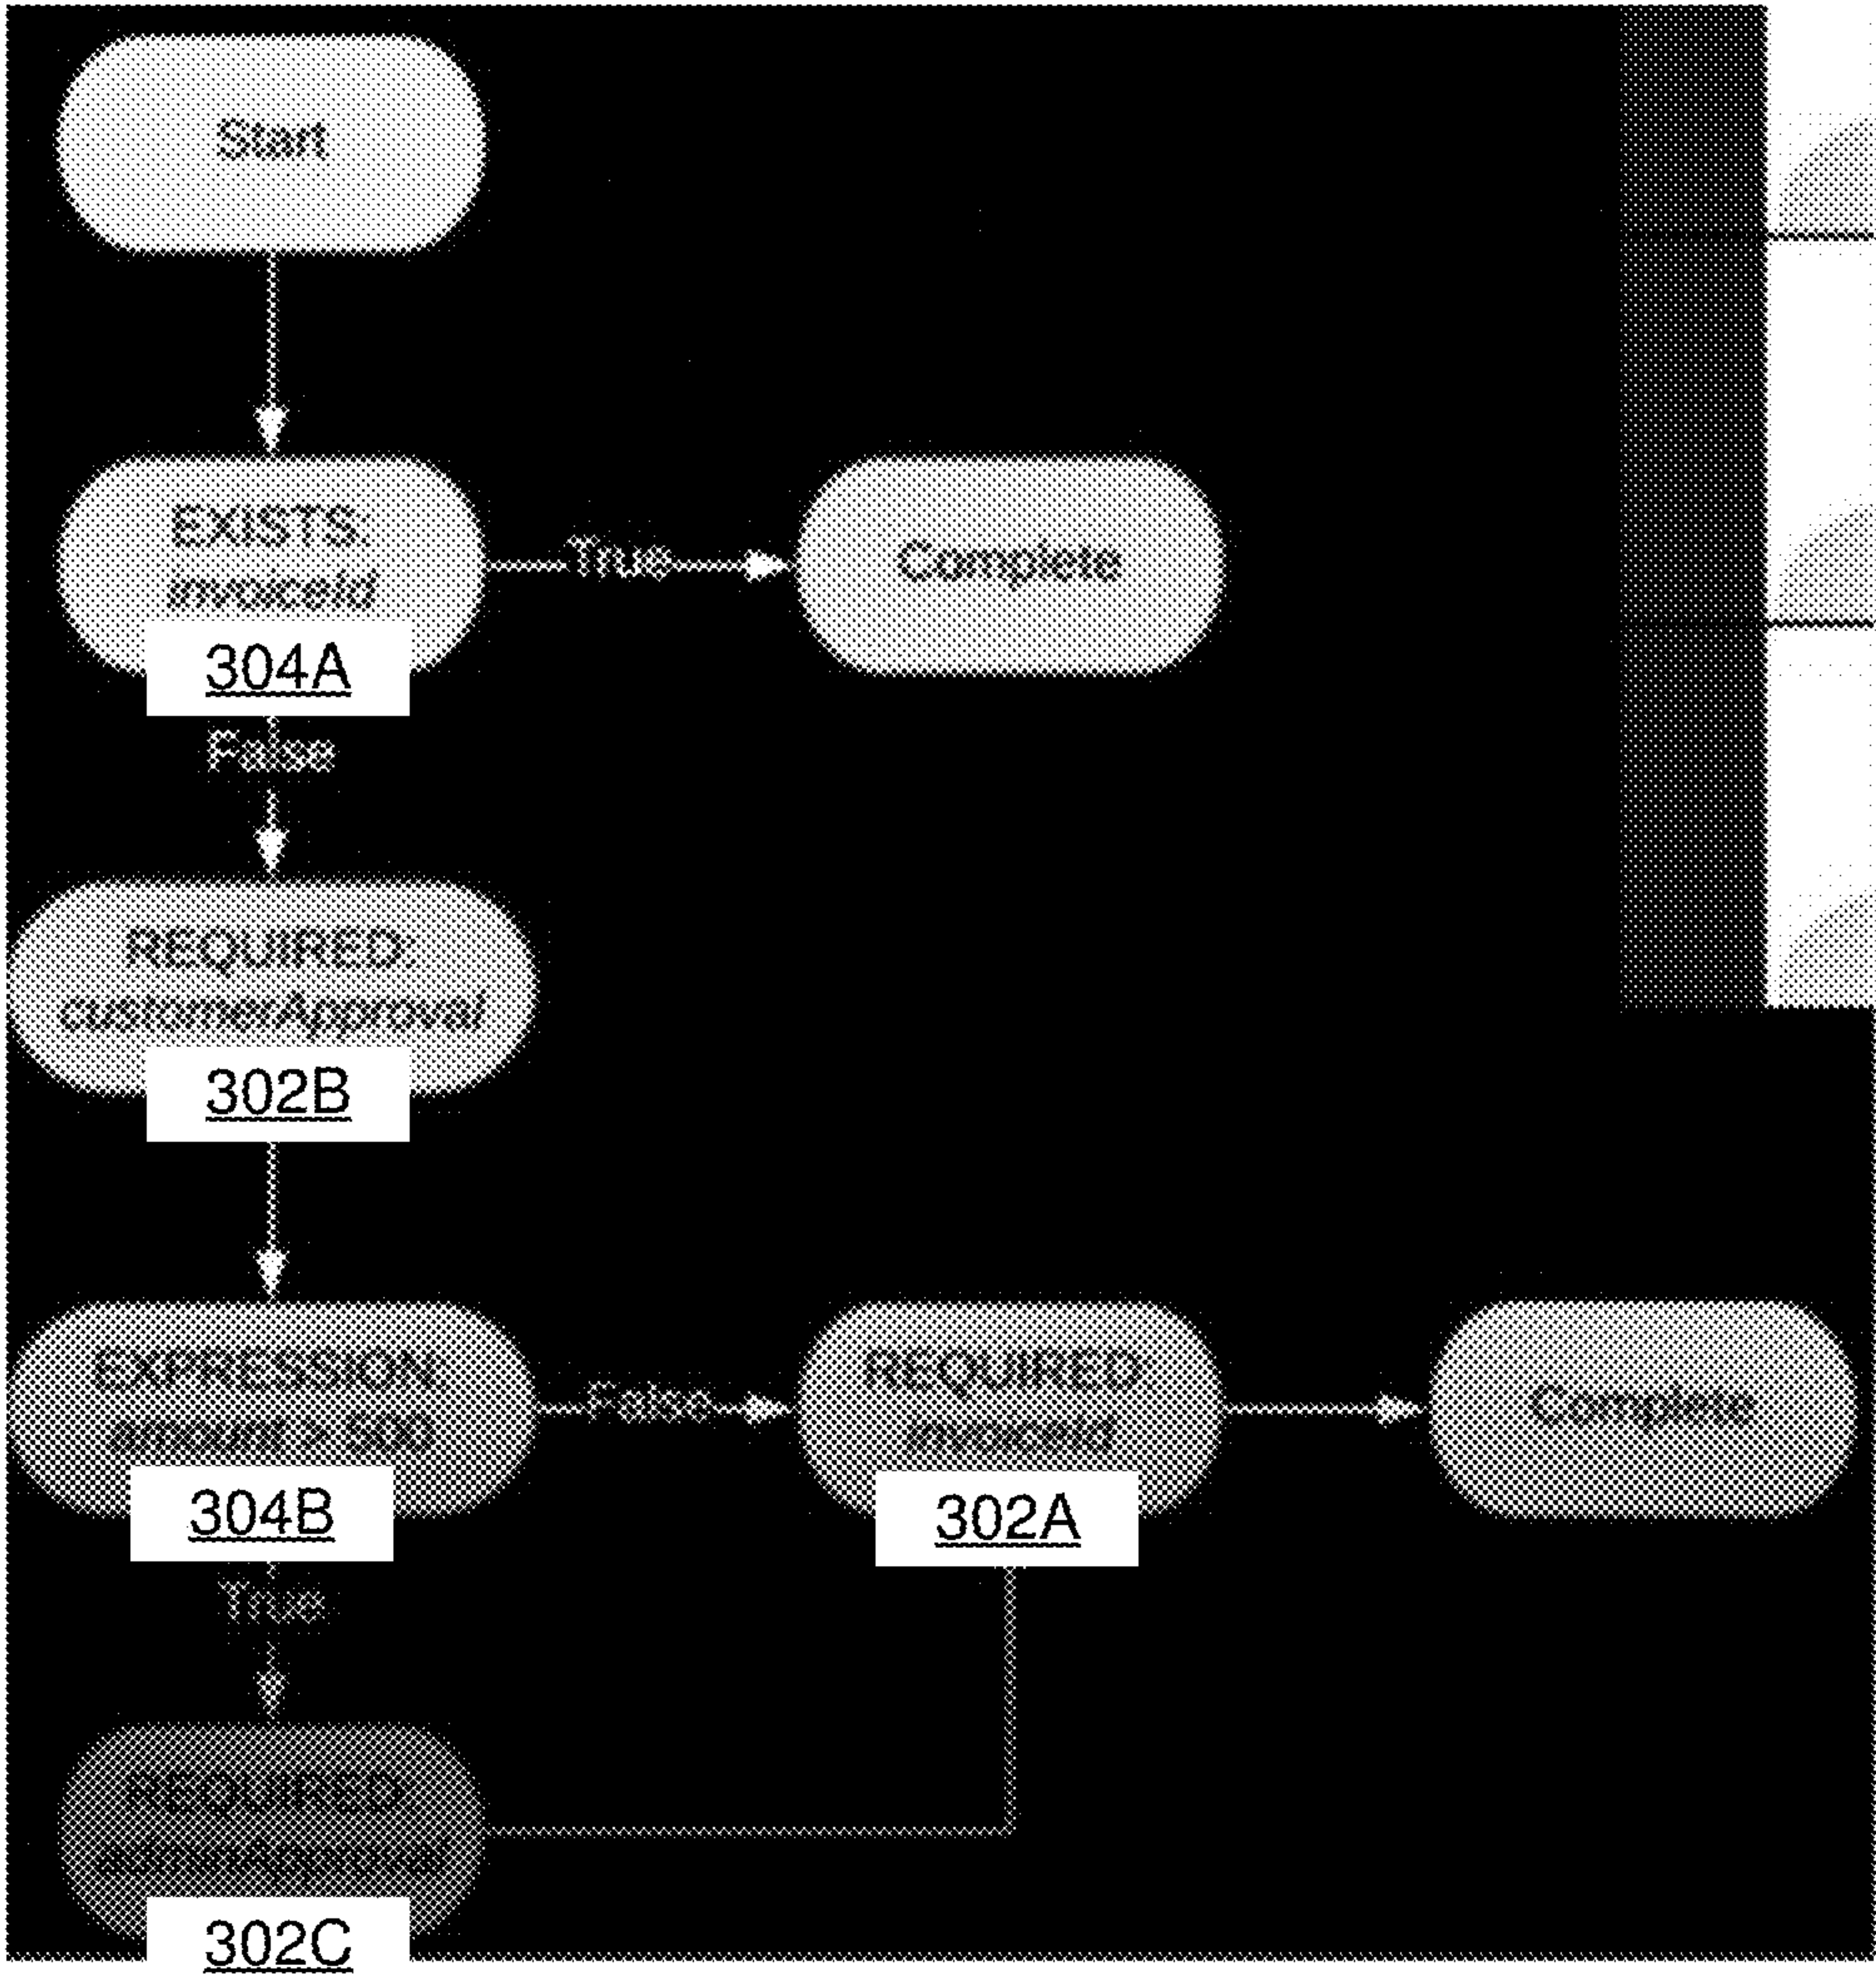 Start
EXISTS:
invoiceid
304A
True
Complete
False
REQUIRED:
customerApproval
302B
EXPRESSION:
amount > 500
304B
False
REQUIRED:
invoiceid
302A
Complete
True
REQUIRED:
302C